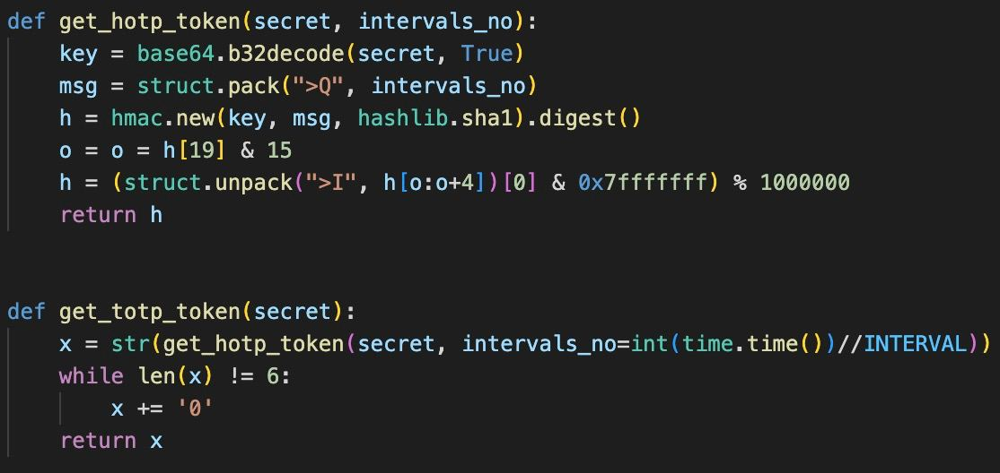 def get_hotp_token(secret, intervals_no):
    key = base64.b32decode(secret, True)
    msg = struct.pack(">Q", intervals_no)
    h = hmac.new(key, msg, hashlib.sha1).digest()
    o = o = h[19] & 15
    h = (struct.unpack(">I", h[o:o+4])[0] & 0x7fffffff) % 1000000
    return h
def get_totp_token(secret):
    x = str(get_hotp_token(secret, intervals_no=int(time.time())//INTERVAL))
    while len(x) != 6:
        x += '0'
    return x